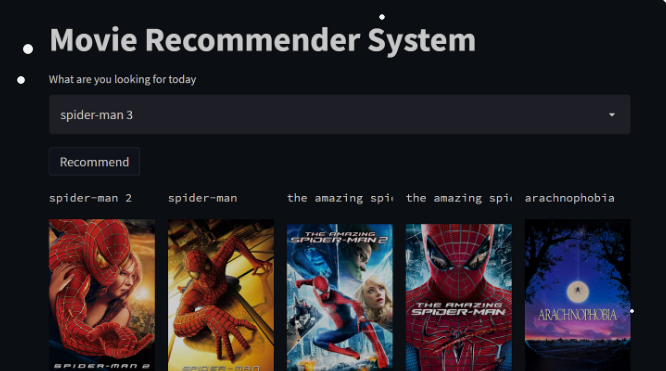 Movie Recommender System
What are you looking for today
spider-man 3
Recommend
spider-man 2
spider-man
the amazing spi
the amazing spi
arachnophobia
SPIDER-MAN 2
SPIDER-MAN
THE AMAZING
SPIDER-MAN 2
THE AMAZING
SPIDER-MAN
ARACHNOPHOBIA